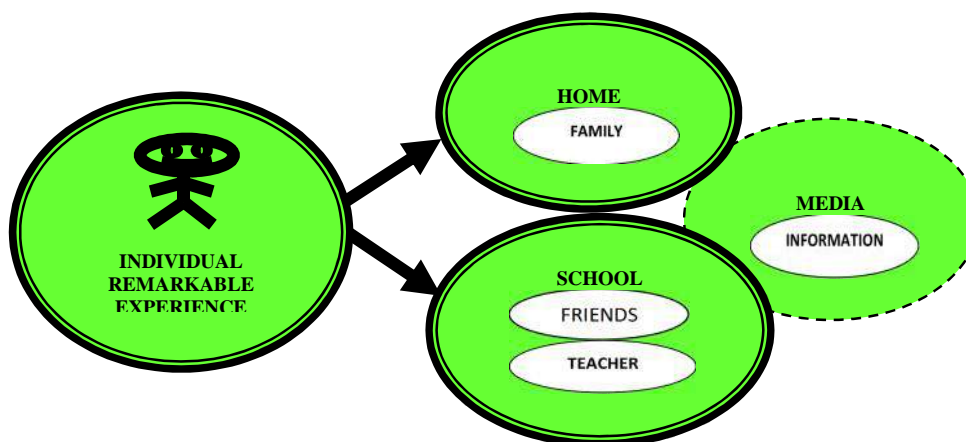 INDIVIDUAL
REMARKABLE
EXPERIENCE
HOME
FAMILY
SCHOOL
FRIENDS
TEACHER
MEDIA
INFORMATION